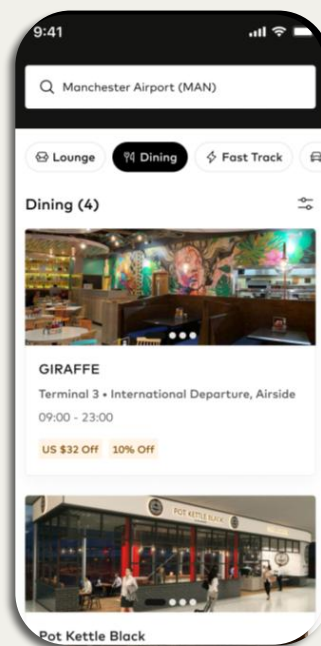 9:41
Manchester Airport (MAN)
Lounge Dining Fast Track
Dining (4)
GIRAFFE
Terminal 3 • International Departure, Airside
09:00 - 23:00
US $32 Off 10% Off
POT KETTLE BLACK
Pot Kettle Black